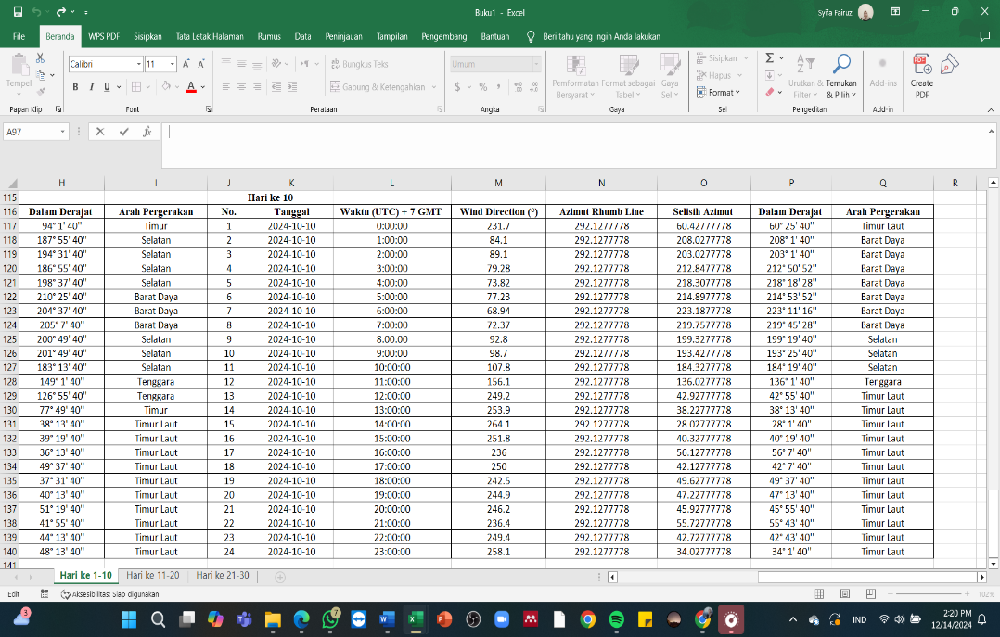 Buku1 - Excel
Syifa Fairuz
File Beranda WPS PDF Sisipkan Tata Letak Halaman Rumus Data Peninjauan Tampilan Pengembang Bantuan Beri tahu yang ingin Anda lakukan
Tempel
Calibri 11
B I U
ab Bungkus Teks
Gabung & Ketengahkan
Umum
$ % ,
Pemformatan Bersyarat
Format sebagai Tabel
Gaya Sel
Sisipkan
Hapus
Format
Urutkan & Filter
Temukan & Pilih
Add-ins
Create PDF
Papan Klip Font Perataan Angka Gaya Sel Pengeditan Add-in
A97 fx
H I J K L M N O P Q R
115 Hari ke 10
116 Dalam Derajat Arah Pergerakan No. Tanggal Waktu (UTC) + 7 GMT Wind Direction (°) Azimut Rhumb Line Selisih Azimut Dalam Derajat Arah Pergerakan
117 94° 1' 40" Timur 1 2024-10-10 0:00:00 231.7 292.1277778 60.42777778 60° 25' 40" Timur Laut
118 187° 55' 40" Selatan 2 2024-10-10 1:00:00 84.1 292.1277778 208.0277778 208° 1' 40" Barat Daya
119 194° 31' 40" Selatan 3 2024-10-10 2:00:00 89.1 292.1277778 203.0277778 203° 1' 40" Barat Daya
120 186° 55' 40" Selatan 4 2024-10-10 3:00:00 79.28 292.1277778 212.8477778 212° 50' 52" Barat Daya
121 198° 37' 40" Selatan 5 2024-10-10 4:00:00 73.82 292.1277778 218.3077778 218° 18' 28" Barat Daya
122 210° 25' 40" Barat Daya 6 2024-10-10 5:00:00 77.23 292.1277778 214.8977778 214° 53' 52" Barat Daya
123 204° 37' 40" Barat Daya 7 2024-10-10 6:00:00 68.94 292.1277778 223.1877778 223° 11' 16" Barat Daya
124 205° 7' 40" Barat Daya 8 2024-10-10 7:00:00 72.37 292.1277778 219.7577778 219° 45' 28" Barat Daya
125 200° 49' 40" Selatan 9 2024-10-10 8:00:00 92.8 292.1277778 199.3277778 199° 19' 40" Selatan
126 201° 49' 40" Selatan 10 2024-10-10 9:00:00 98.7 292.1277778 193.4277778 193° 25' 40" Selatan
127 183° 13' 40" Selatan 11 2024-10-10 10:00:00 107.8 292.1277778 184.3277778 184° 19' 40" Selatan
128 149° 1' 40" Tenggara 12 2024-10-10 11:00:00 156.1 292.1277778 136.0277778 136° 1' 40" Tenggara
129 126° 55' 40" Tenggara 13 2024-10-10 12:00:00 249.2 292.1277778 42.92777778 42° 55' 40" Timur Laut
130 77° 49' 40" Timur 14 2024-10-10 13:00:00 253.9 292.1277778 38.22777778 38° 13' 40" Timur Laut
131 38° 13' 40" Timur Laut 15 2024-10-10 14:00:00 264.1 292.1277778 28.02777778 28° 1' 40" Timur Laut
132 39° 19' 40" Timur Laut 16 2024-10-10 15:00:00 251.8 292.1277778 40.32777778 40° 19' 40" Timur Laut
133 36° 13' 40" Timur Laut 17 2024-10-10 16:00:00 236 292.1277778 56.12777778 56° 7' 40" Timur Laut
134 49° 37' 40" Timur Laut 18 2024-10-10 17:00:00 250 292.1277778 42.12777778 42° 7' 40" Timur Laut
135 37° 31' 40" Timur Laut 19 2024-10-10 18:00:00 242.5 292.1277778 49.62777778 49° 37' 40" Timur Laut
136 40° 13' 40" Timur Laut 20 2024-10-10 19:00:00 244.9 292.1277778 47.22777778 47° 13' 40" Timur Laut
137 51° 19' 40" Timur Laut 21 2024-10-10 20:00:00 246.2 292.1277778 45.92777778 45° 55' 40" Timur Laut
138 41° 55' 40" Timur Laut 22 2024-10-10 21:00:00 236.4 292.1277778 55.72777778 55° 43' 40" Timur Laut
139 44° 13' 40" Timur Laut 23 2024-10-10 22:00:00 249.4 292.1277778 42.72777778 42° 43' 40" Timur Laut
140 48° 13' 40" Timur Laut 24 2024-10-10 23:00:00 258.1 292.1277778 34.02777778 34° 1' 40" Timur Laut
141
Hari ke 1-10 Hari ke 11-20 Hari ke 21-30
Edit Aksesibilitas: Siap digunakan 102%
3 7 IND 2:20 PM
12/14/2024